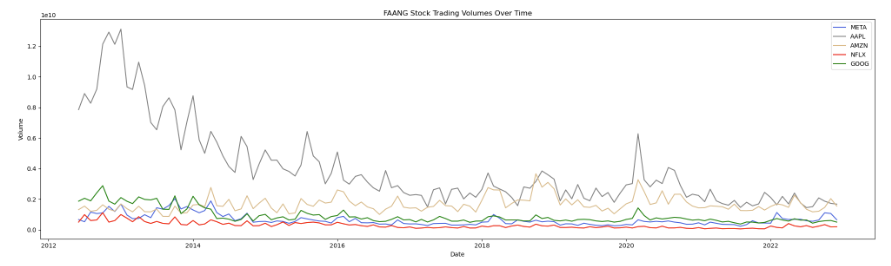 FAANG Stock Trading Volumes Over Time
1e10
META
AAPL
AMZN
NFLX
GOOG
1.2
1.0
0.8
0.6
0.4
0.2
0.0
Volume
2012
2014
2016
2018
2020
2022
Date